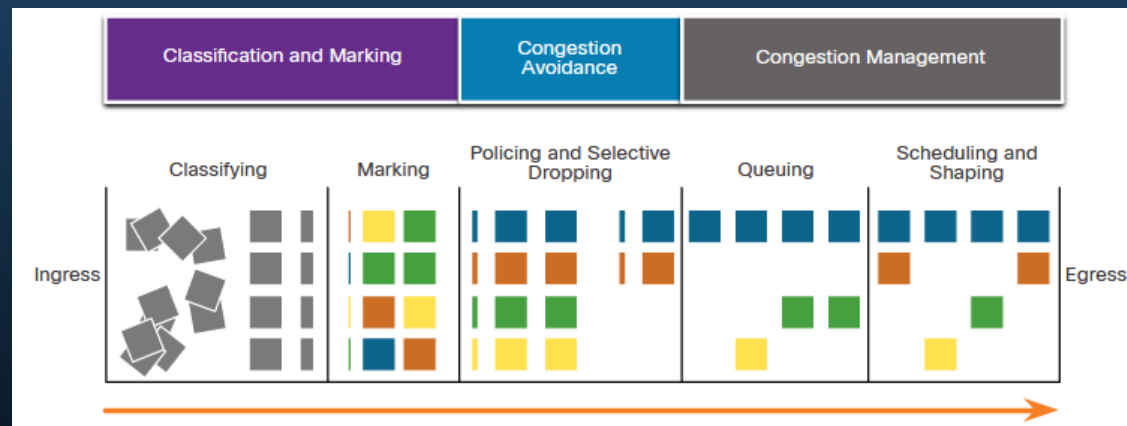 Classification and Marking
Congestion
Avoidance
Congestion Management
Classifying
Marking
Policing and Selective
Dropping
Queuing
Scheduling and
Shaping
Ingress
Egress